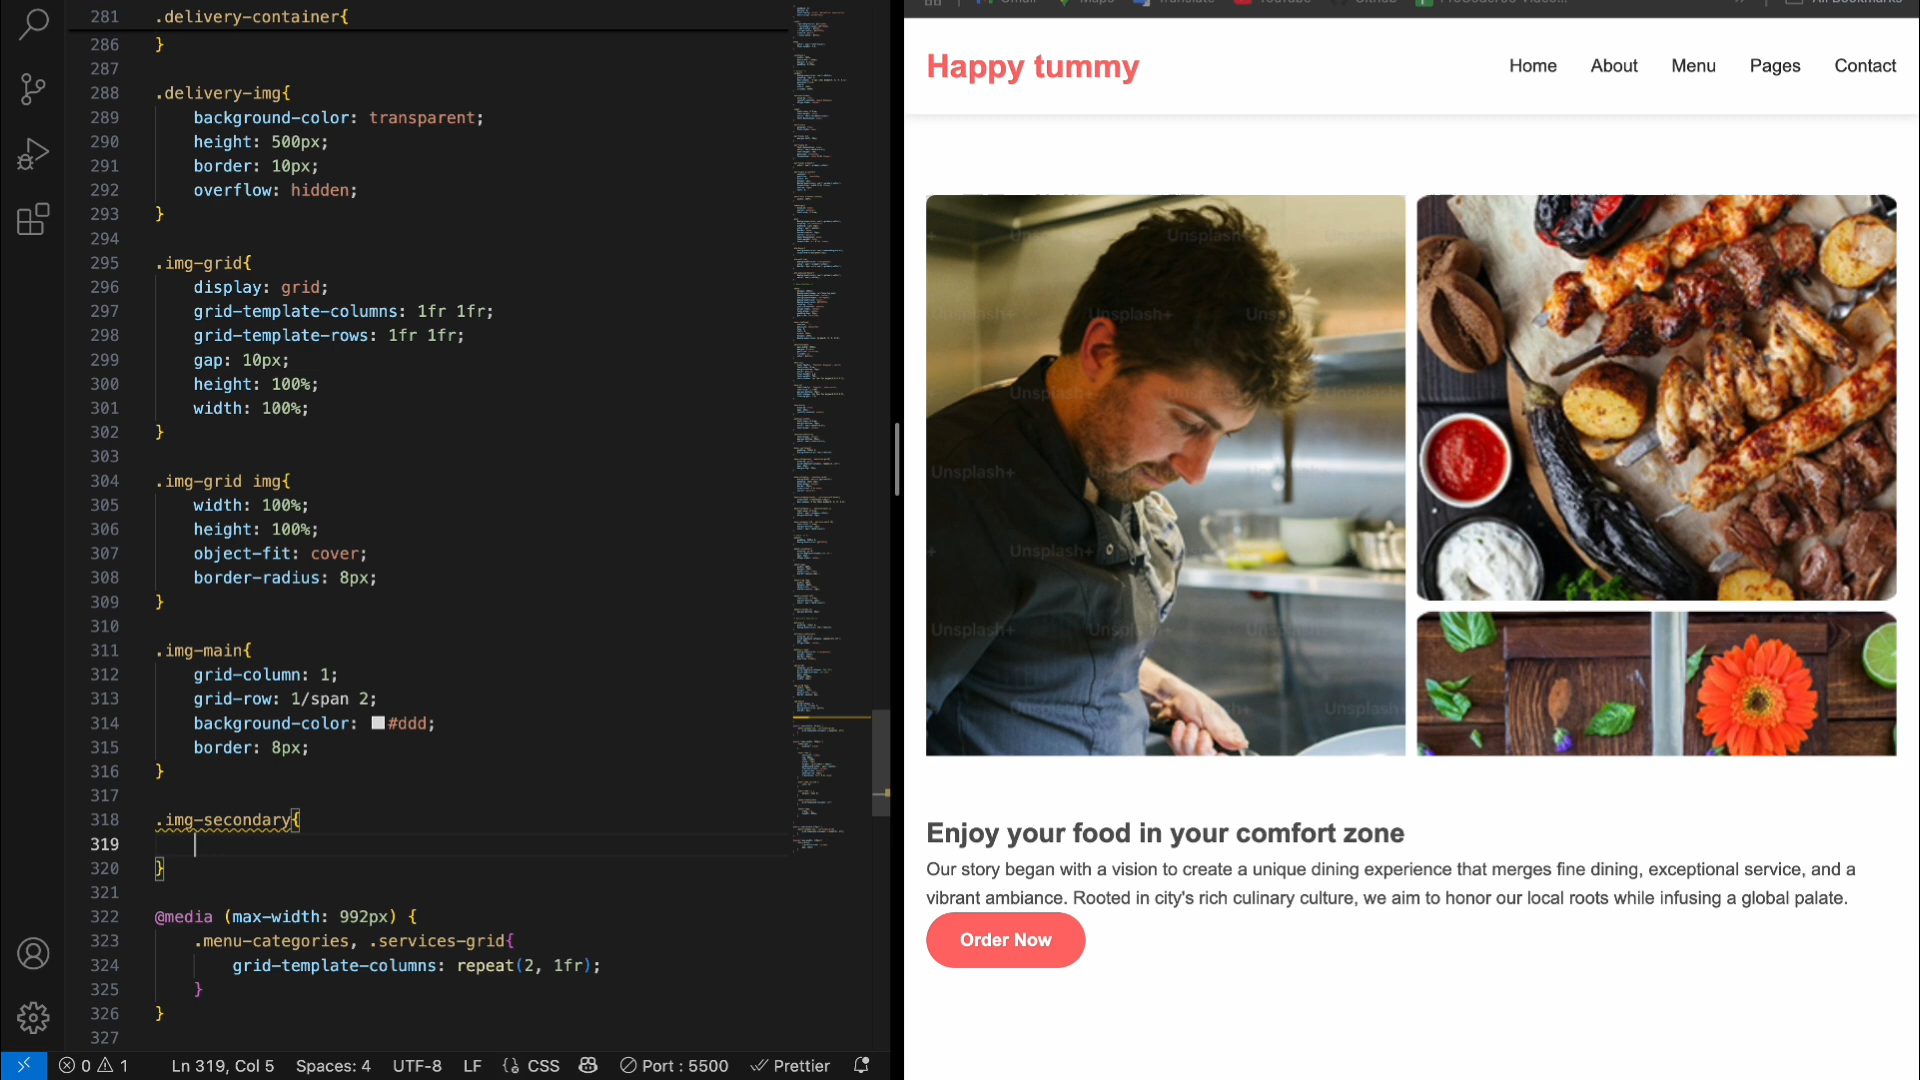 281 .delivery-container{
286 }
287
288 .delivery-img{
289 background-color: transparent;
290 height: 500px;
291 border: 10px;
292 overflow: hidden;
293 }
294
295 .img-grid{
296 display: grid;
297 grid-template-columns: 1fr 1fr;
298 grid-template-rows: 1fr 1fr;
299 gap: 10px;
300 height: 100%;
301 width: 100%;
302 }
303
304 .img-grid img{
305 width: 100%;
306 height: 100%;
307 object-fit: cover;
308 border-radius: 8px;
309 }
310
311 .img-main{
312 grid-column: 1;
313 grid-row: 1/span 2;
314 background-color: #ddd;
315 border: 8px;
316 }
317
318 .img-secondary{
319
320 }
321
322 @media (max-width: 992px) {
323 .menu-categories, .services-grid{
324 grid-template-columns: repeat(2, 1fr);
325 }
326 }
327
0 1 Ln 319, Col 5 Spaces: 4 UTF-8 LF {} CSS Port : 5500 Prettier
Happy tummy
Home About Menu Pages Contact
Unsplash+
Unsplash+
Unsplash+
Unsplash+
Unsplash+
Unsplash+
Enjoy your food in your comfort zone
Our story began with a vision to create a unique dining experience that merges fine dining, exceptional service, and a
vibrant ambiance. Rooted in city's rich culinary culture, we aim to honor our local roots while infusing a global palate.
Order Now